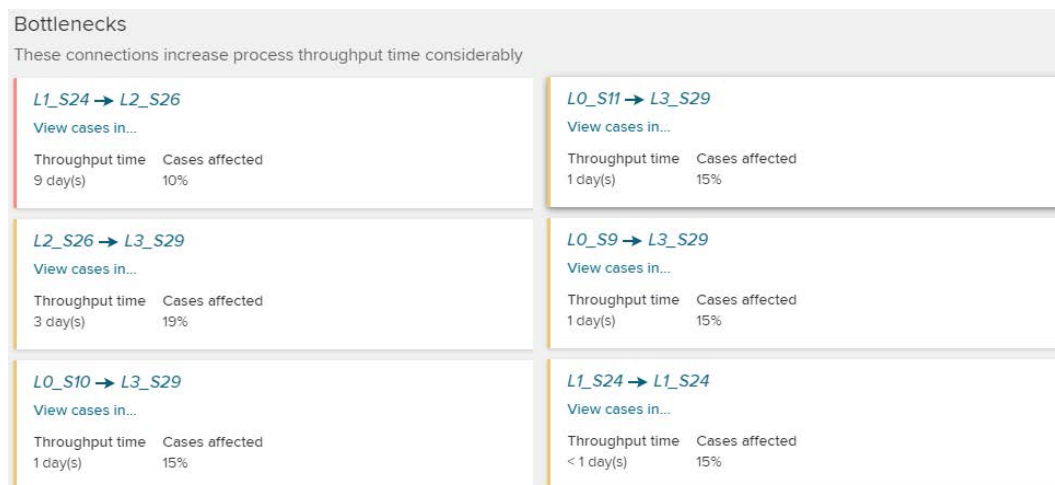 Bottlenecks
These connections increase process throughput time considerably
L1_S24 → L2_S26
View cases in...
Throughput time Cases affected
9 day(s) 10%
L0_S11 → L3_S29
View cases in...
Throughput time Cases affected
1 day(s) 15%
L2_S26 → L3_S29
View cases in...
Throughput time Cases affected
3 day(s) 19%
L0_S9 → L3_S29
View cases in...
Throughput time Cases affected
1 day(s) 15%
L0_S10 → L3_S29
View cases in...
Throughput time Cases affected
1 day(s) 15%
L1_S24 → L1_S24
View cases in...
Throughput time Cases affected
< 1 day(s) 15%